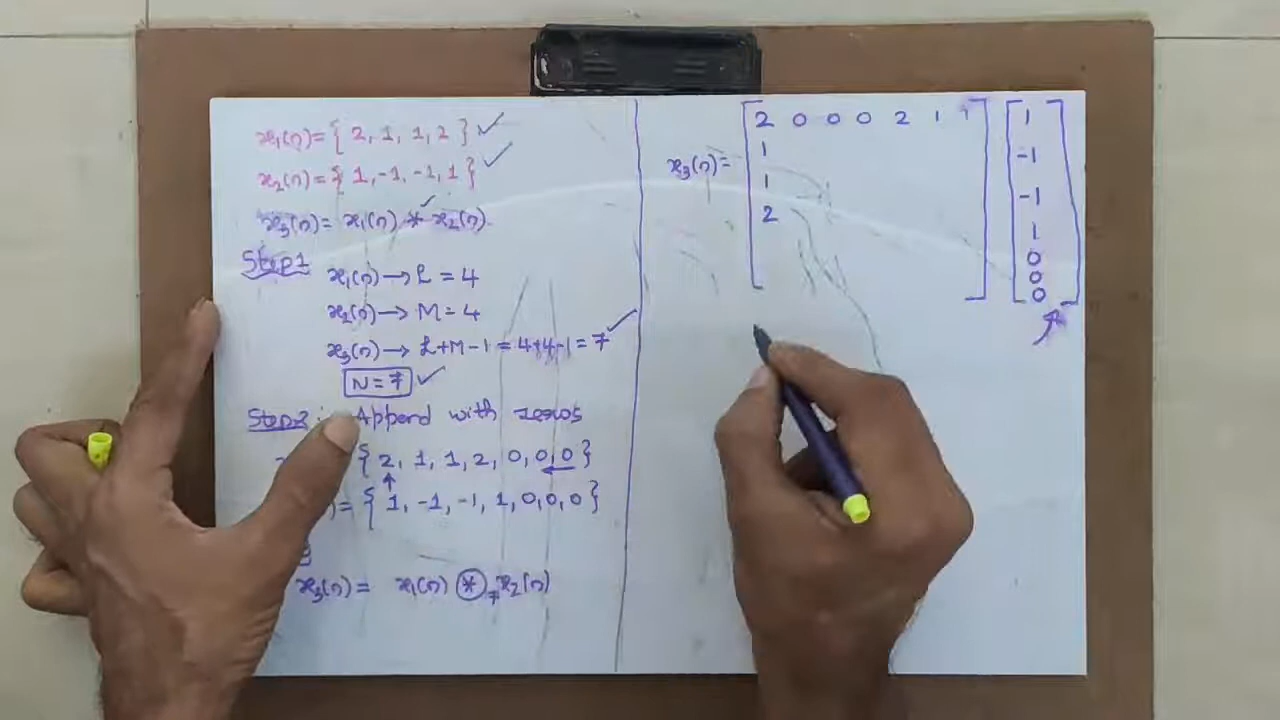 x₁(n) = { 2, 1, 1, 2 } ✓
x₂(n) = { 1, -1, -1, 1 } ✓
x₃(n) = x₁(n) * x₂(n)
Step1
x₁(n) → L = 4
x₂(n) → M = 4
x₃(n) → L+M-1 = 4+4-1 = 7 ✓
N = 7 ✓
Step2 : Append with zeros
{ 2, 1, 1, 2, 0, 0, 0 }
↑
) = { 1, -1, -1, 1, 0, 0, 0 }
x₃(n) = x₁(n) ⊛₇ x₂(n)
x₃(n) =
2 0 0 0 2 1 1
1
1
2
1
-1
-1
1
0
0
0